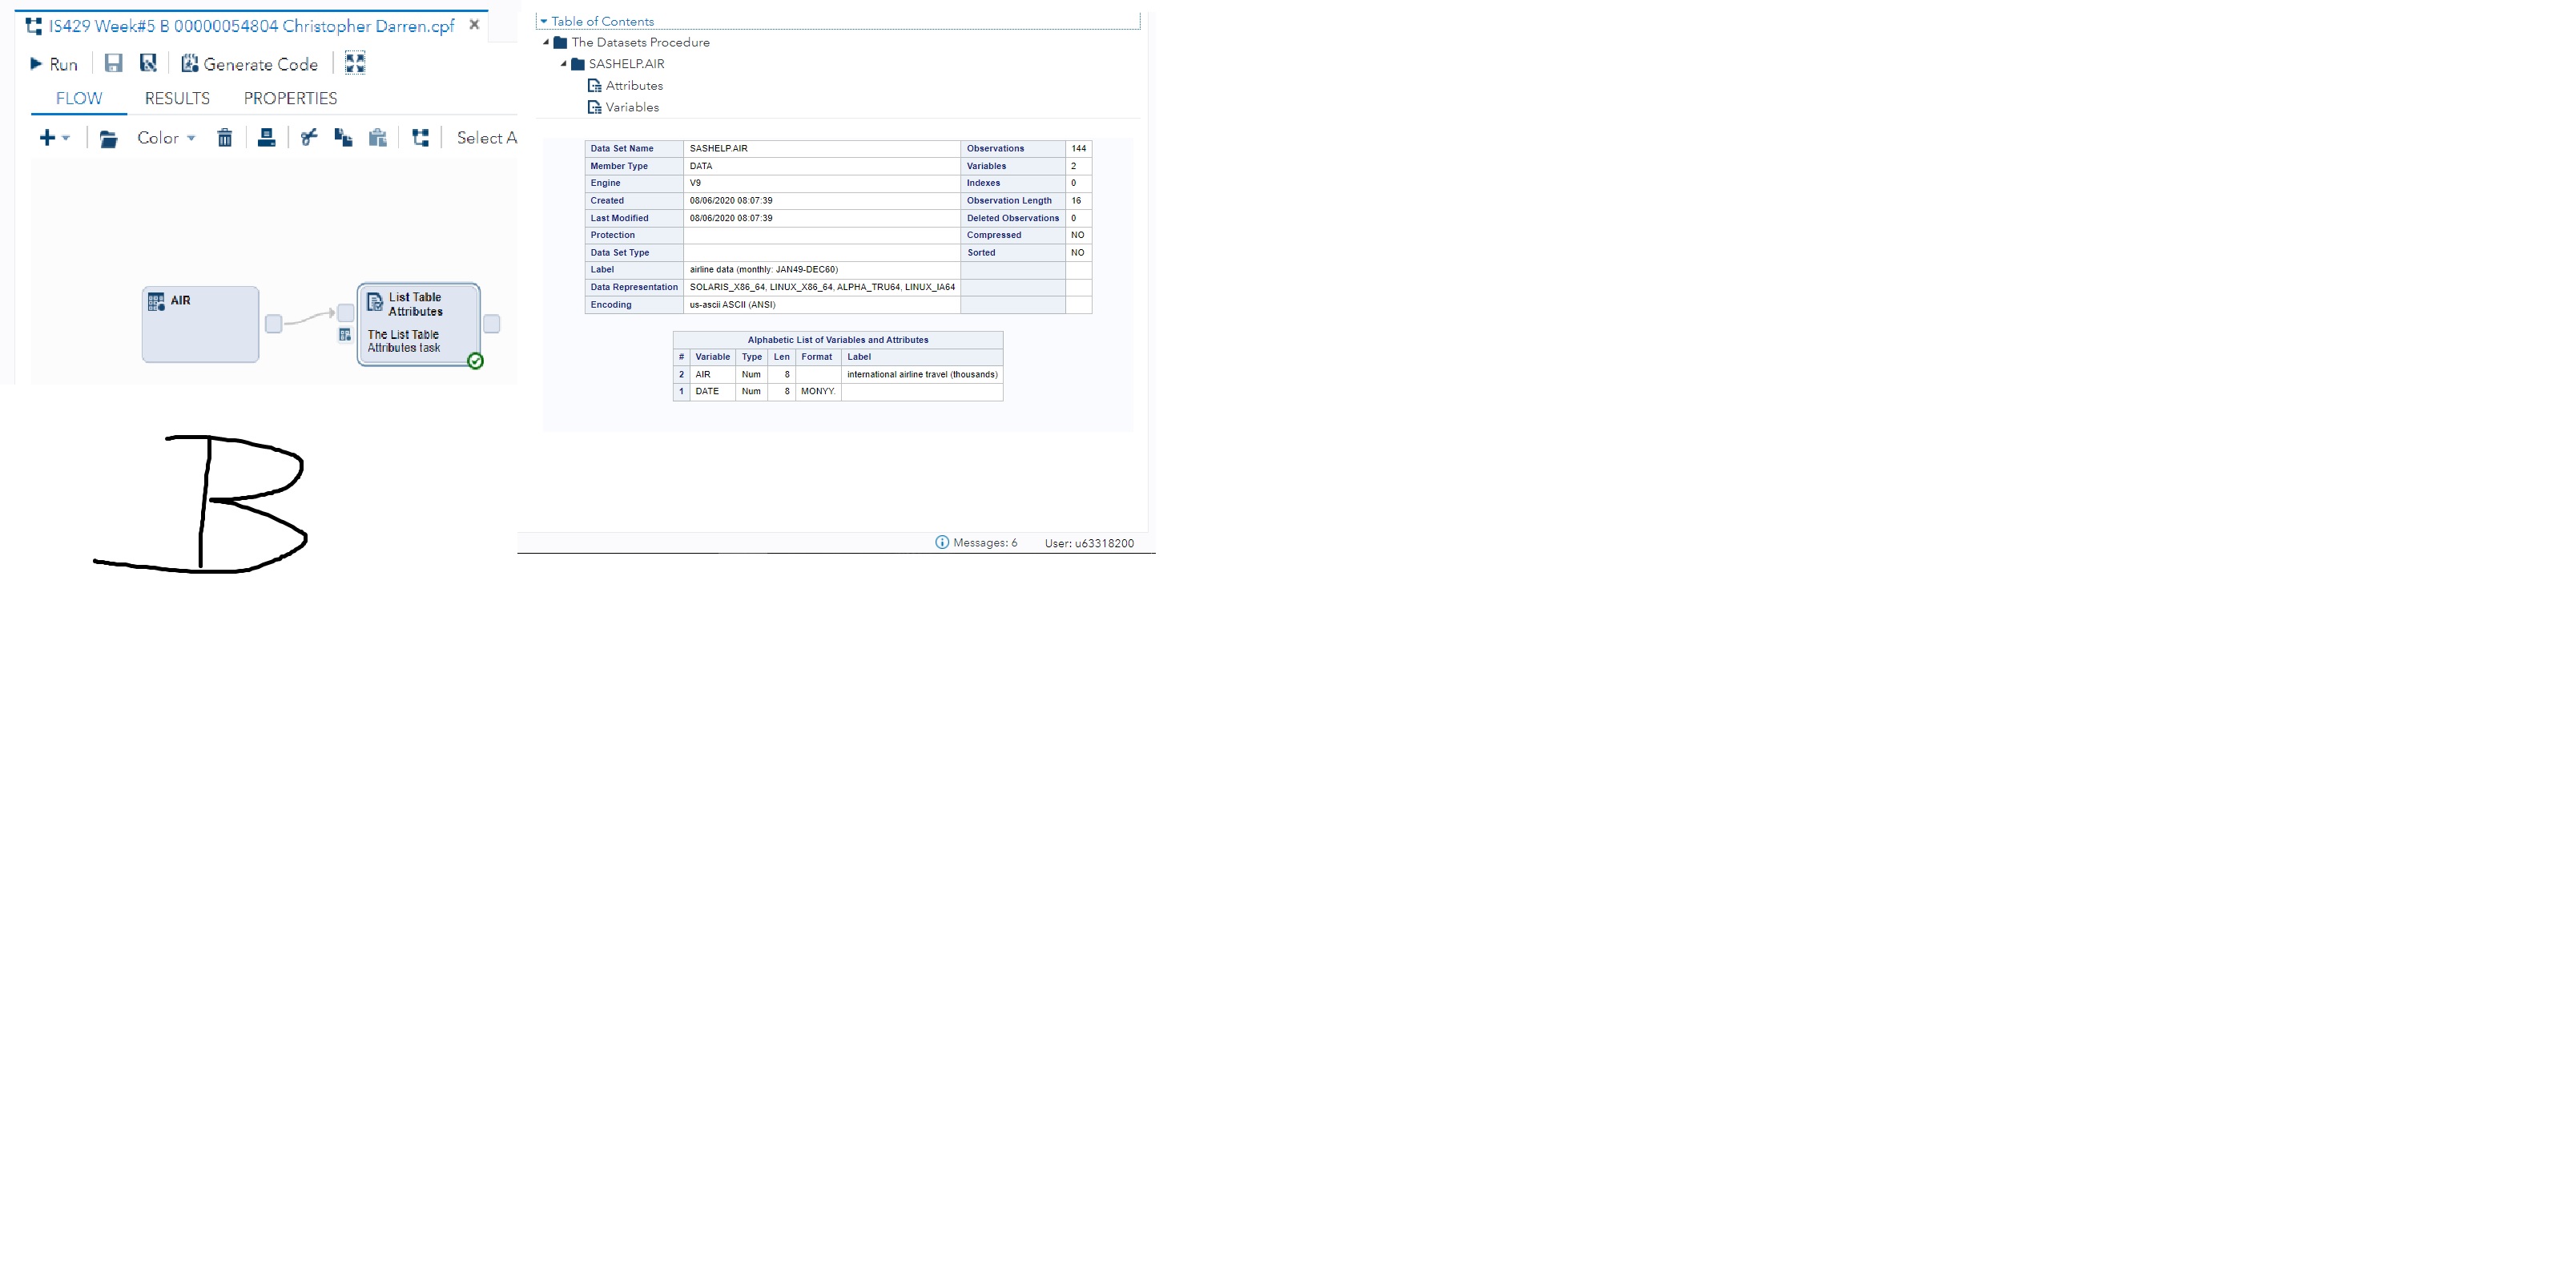 IS429 Week#5 B 00000054804 Christopher Darren.cpf
Run Generate Code
FLOW RESULTS PROPERTIES
Color Select A
AIR
List Table
Attributes
The List Table
Attributes task
B
Table of Contents
The Datasets Procedure
SASHELP.AIR
Attributes
Variables
Data Set Name SASHELP.AIR Observations 144
Member Type DATA Variables 2
Engine V9 Indexes 0
Created 08/06/2020 08:07:39 Observation Length 16
Last Modified 08/06/2020 08:07:39 Deleted Observations 0
Protection Compressed NO
Data Set Type Sorted NO
Label airline data (monthly: JAN49-DEC60)
Data Representation SOLARIS_X86_64, LINUX_X86_64, ALPHA_TRU64, LINUX_IA64
Encoding us-ascii ASCII (ANSI)
Alphabetic List of Variables and Attributes
# Variable Type Len Format Label
2 AIR Num 8 international airline travel (thousands)
1 DATE Num 8 MONYY.
Messages: 6 User: u63318200